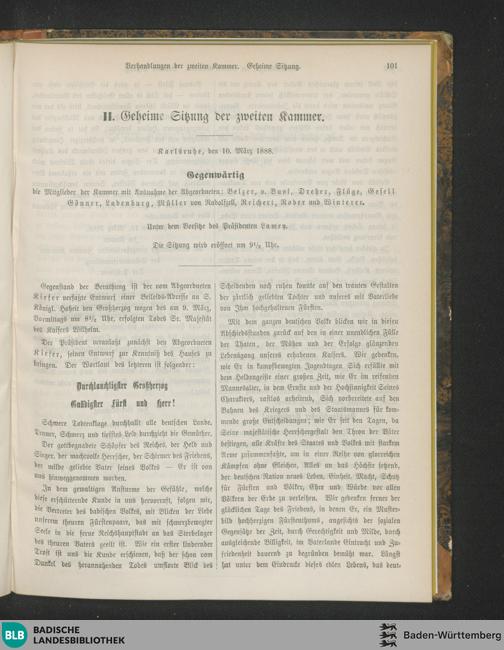 Verhandlungen der zweiten Kammer. Geheime Sitzung. 101
II. Geheime Sitzung der zweiten Kammer.
Karlsruhe, den 10. März 1888.
Gegenwärtig
die Mitglieder der Kammer mit Ausnahme der Abgeordneten: Belzer, v. Buol, Dreher, Flüge, Gesell
Gönner, Ladenburg, Müller von Radolfzell, Reichert, Roder und Winterer.
Unter dem Vorsitze des Präsidenten Lamey.
Die Sitzung wird eröffnet um 9½ Uhr.
Gegenstand der Berathung ist der vom Abgeordneten
Kiefer verfaßte Entwurf einer Beileids-Adresse an S.
Königl. Hoheit den Großherzog wegen des am 9. März,
Vormittags um 8½ Uhr, erfolgten Todes Sr. Majestät
des Kaisers Wilhelm.
Der Präsident veranlaßt zunächst den Abgeordneten
Kiefer, seinen Entwurf zur Kenntniß des Hauses zu
bringen. Der Wortlaut des letzteren ist folgender:
Durchlauchtigster Großherzog
Gnädigster Fürst und Herr!
Schwere Todtenklage durchhallt alle deutschen Lande,
Trauer, Schmerz und tiefstes Leid durchzieht die Gemüther.
Der gottbegnadete Schöpfer des Reiches, der Held und
Sieger, der machtvolle Herrscher, der Schirmer des Friedens,
der milde geliebte Vater seines Volkes — Er ist von
uns hinweggenommen worden.
In dem gewaltigen Ansturme der Gefühle, welche
diese erschütternde Kunde in uns hervorruft, folgen wir,
die Vertreter des badischen Volkes, mit Blicken der Liebe
unserem theuren Fürstenpaare, das mit schmerzbewegter
Seele in die ferne Reichshauptstadt an das Sterbelager
des theuren Vaters geeilt ist. Wie ein erster lindernder
Trost ist uns die Kunde erschienen, daß der schon vom
Dunkel des herannahenden Todes umflorte Blick des
Scheidenden noch ruhen konnte auf den trauten Gestalten
der zärtlich geliebten Tochter und unseres mit Vaterliebe
von Ihm hochgehaltenen Fürsten.
Mit dem ganzen deutschen Volke blicken wir in diesen
Abschiedsstunden zurück auf den in einer unendlichen Fülle
der Thaten, der Mühen und der Erfolge glänzenden
Lebensgang unseres erhabenen Kaisers. Wir gedenken,
wie Er in kampfbewegten Jugendtagen, Sich erfüllte mit
dem Heldengeiste einer großen Zeit, wie Er im reifenden
Mannesalter, in dem Ernste und der Hochsinnigkeit Seines
Charakters, rastlos arbeitend, Sich vorbereitete auf den
Bahnen des Kriegers und des Staatsmannes für kommende
große Entscheidungen; wie Er seit den Tagen, da
Seine majestätische Herrschergestalt den Thron der Väter
bestiegen, alle Kräfte des Staates und Volkes mit starkem
Arme zusammenfaßte, um in einer Reihe von glorreichen
Kämpfen ohne Gleichen, Alles an das Höchste setzend,
der deutschen Nation neues Leben, Einheit, Macht, Schutz
für Fürsten und Völker, Ehre und Würde vor allen
Völkern der Erde zu verleihen. Wir gedenken ferner der
glücklichen Tage des Friedens, in denen Er, ein Musterbild
hochherzigen Fürstenthums, angesichts der sozialen
Gegensätze der Zeit, durch Gerechtigkeit und Milde, durch
ausgleichende Billigkeit, im Vaterlande Eintracht und Zufriedenheit
dauernd zu begründen bemüht war. Längst
hat unter dem Eindrucke dieses edlen Lebens, das deut-
BLB BADISCHE
LANDESBIBLIOTHEK
Baden-Württemberg